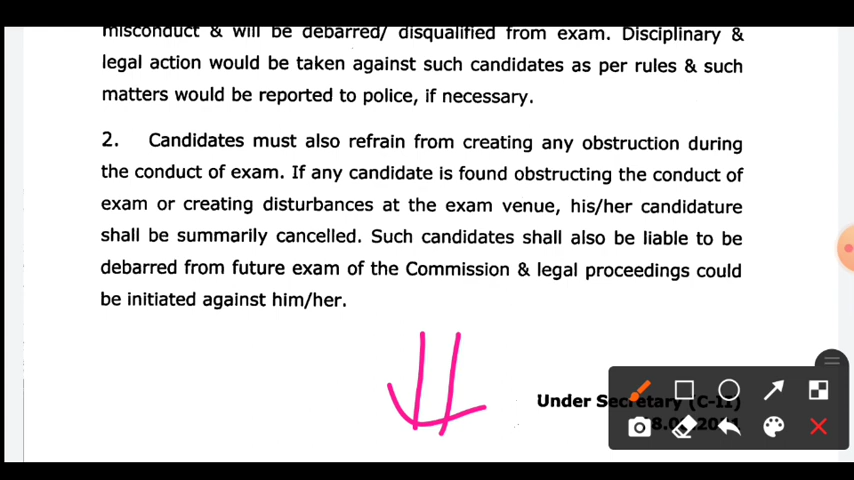 misconduct & will be debarred/ disqualified from exam. Disciplinary &
legal action would be taken against such candidates as per rules & such
matters would be reported to police, if necessary.
2. Candidates must also refrain from creating any obstruction during
the conduct of exam. If any candidate is found obstructing the conduct of
exam or creating disturbances at the exam venue, his/her candidature
shall be summarily cancelled. Such candidates shall also be liable to be
debarred from future exam of the Commission & legal proceedings could
be initiated against him/her.
Under Secretary (C-II)